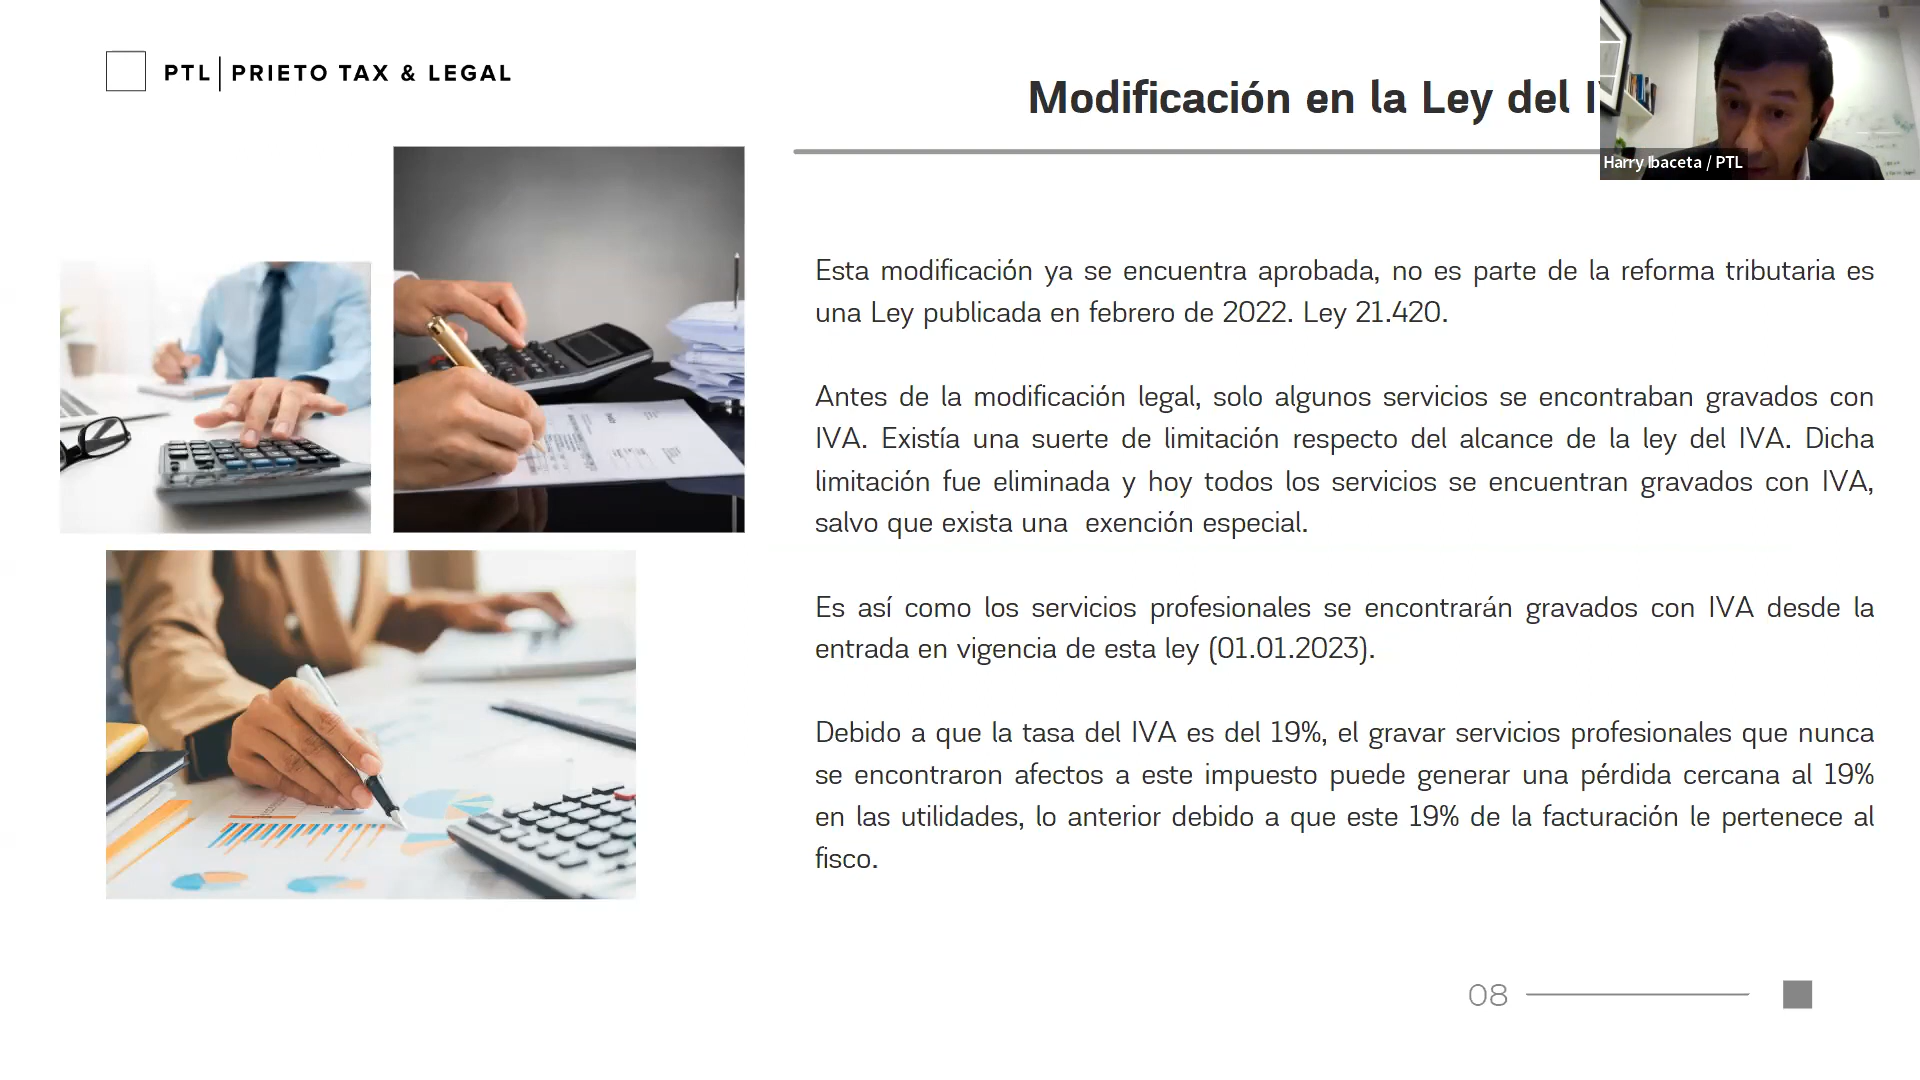 PTL PRIETO TAX & LEGAL
Modificación en la Ley del
Harry Ibaceta / PTL
Esta modificación ya se encuentra aprobada, no es parte de la reforma tributaria es
una Ley publicada en febrero de 2022. Ley 21.420.
Antes de la modificación legal, solo algunos servicios se encontraban gravados con
IVA. Existía una suerte de limitación respecto del alcance de la ley del IVA. Dicha
limitación fue eliminada y hoy todos los servicios se encuentran gravados con IVA,
salvo que exista una  exención especial.
Es así como los servicios profesionales se encontrarán gravados con IVA desde la
entrada en vigencia de esta ley (01.01.2023).
Debido a que la tasa del IVA es del 19%, el gravar servicios profesionales que nunca
se encontraron afectos a este impuesto puede generar una pérdida cercana al 19%
en las utilidades, lo anterior debido a que este 19% de la facturación le pertenece al
fisco.
08